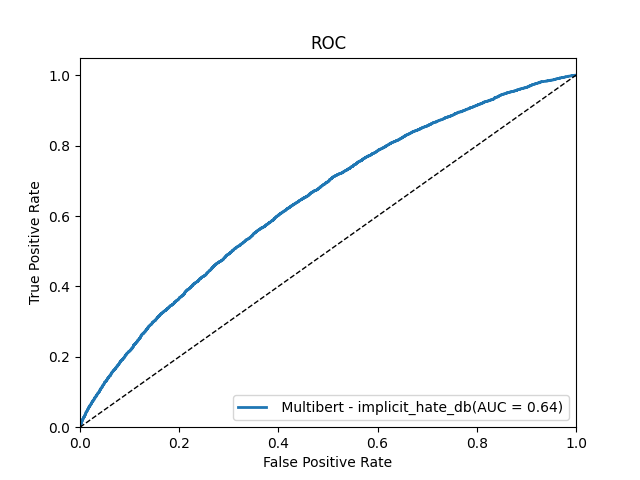 ROC
True Positive Rate
1.0
0.8
0.6
0.4
0.2
0.0
Multibert - implicit_hate_db(AUC = 0.64)
0.0 0.2 0.4 0.6 0.8 1.0
False Positive Rate